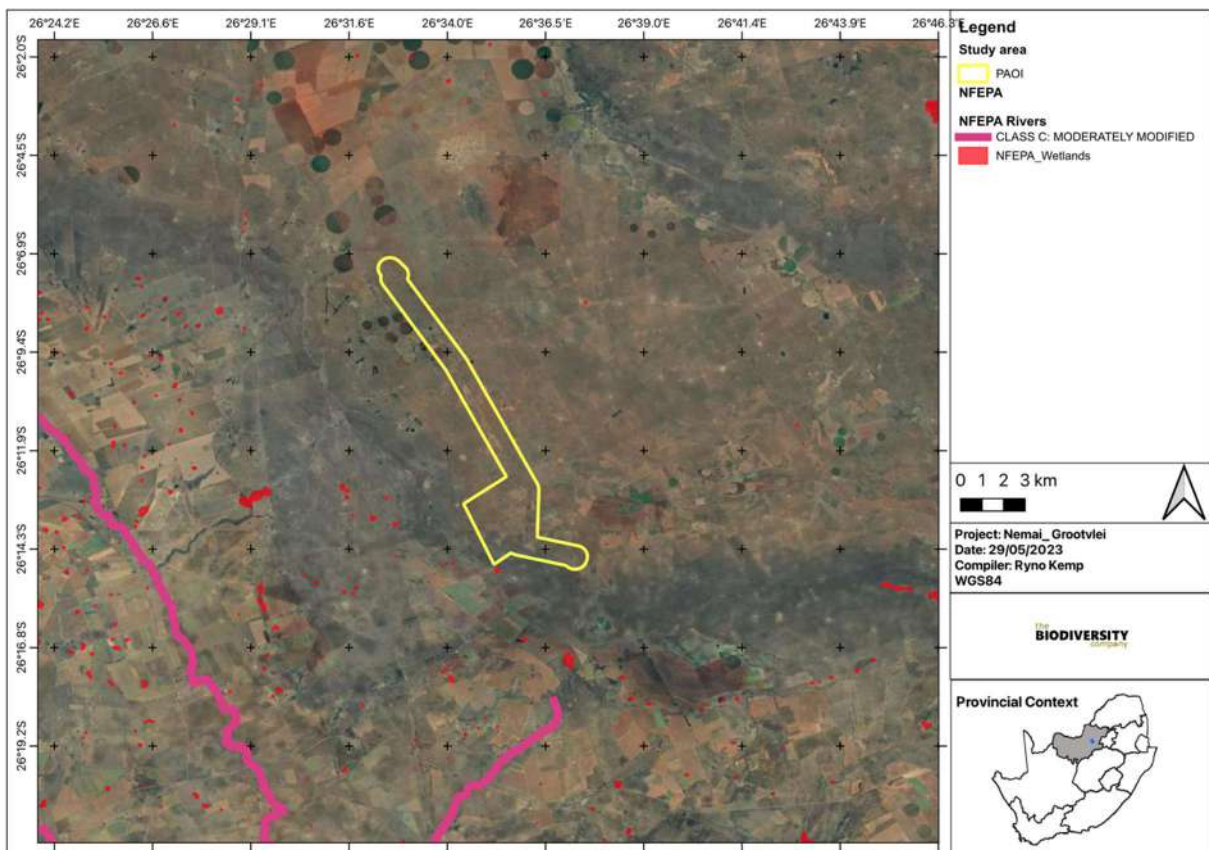 26°24.2'E 26°26.6'E 26°29.1'E 26°31.6'E 26°34.0'E 26°36.5'E 26°39.0'E 26°41.4'E 26°43.9'E 26°46.3'E
26°2.0'S
26°4.5'S
26°6.9'S
26°9.4'S
26°11.9'S
26°14.3'S
26°16.8'S
26°19.2'S
Legend
Study area
PAOI
NFEPA
NFEPA Rivers
CLASS C: MODERATELY MODIFIED
NFEPA_Wetlands
0 1 2 3 km
Project: Nemai_Grootvlei
Date: 29/05/2023
Compiler: Ryno Kemp
WGS84
the
BIODIVERSITY
company
Provincial Context